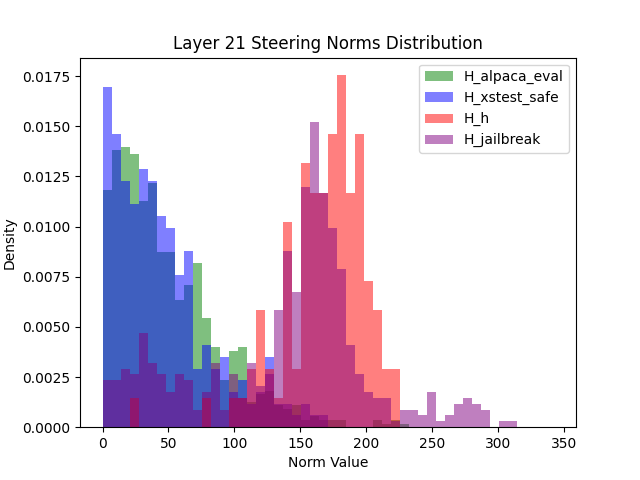 Layer 21 Steering Norms Distribution
H_alpaca_eval
H_xstest_safe
H_h
H_jailbreak
0.0175
0.0150
0.0125
0.0100
0.0075
0.0050
0.0025
0.0000
Density
0 50 100 150 200 250 300 350
Norm Value